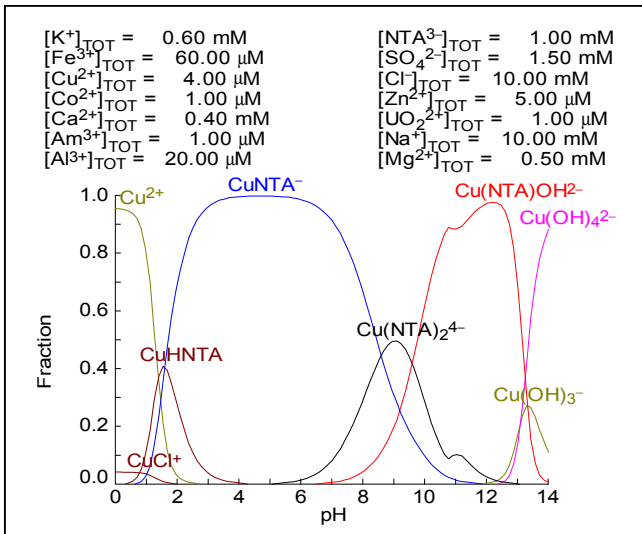 [K⁺]TOT = 0.60 mM
[Fe³⁺]TOT = 60.00 µM
[Cu²⁺]TOT = 4.00 µM
[Co²⁺]TOT = 1.00 µM
[Ca²⁺]TOT = 0.40 mM
[Am³⁺]TOT = 1.00 µM
[Al³⁺]TOT = 20.00 µM
[NTA³⁻]TOT = 1.00 mM
[SO₄²⁻]TOT = 1.50 mM
[Cl⁻]TOT = 10.00 mM
[Zn²⁺]TOT = 5.00 µM
[UO₂²⁺]TOT = 1.00 µM
[Na⁺]TOT = 10.00 mM
[Mg²⁺]TOT = 0.50 mM
Cu²⁺
CuNTA⁻
Cu(NTA)OH²⁻
Cu(OH)₄²⁻
Cu(NTA)₂⁴⁻
CuHNTA
Cu(OH)₃⁻
CuCl⁺
Fraction
1.0
0.8
0.6
0.4
0.2
0.0
0 2 4 6 8 10 12 14
pH